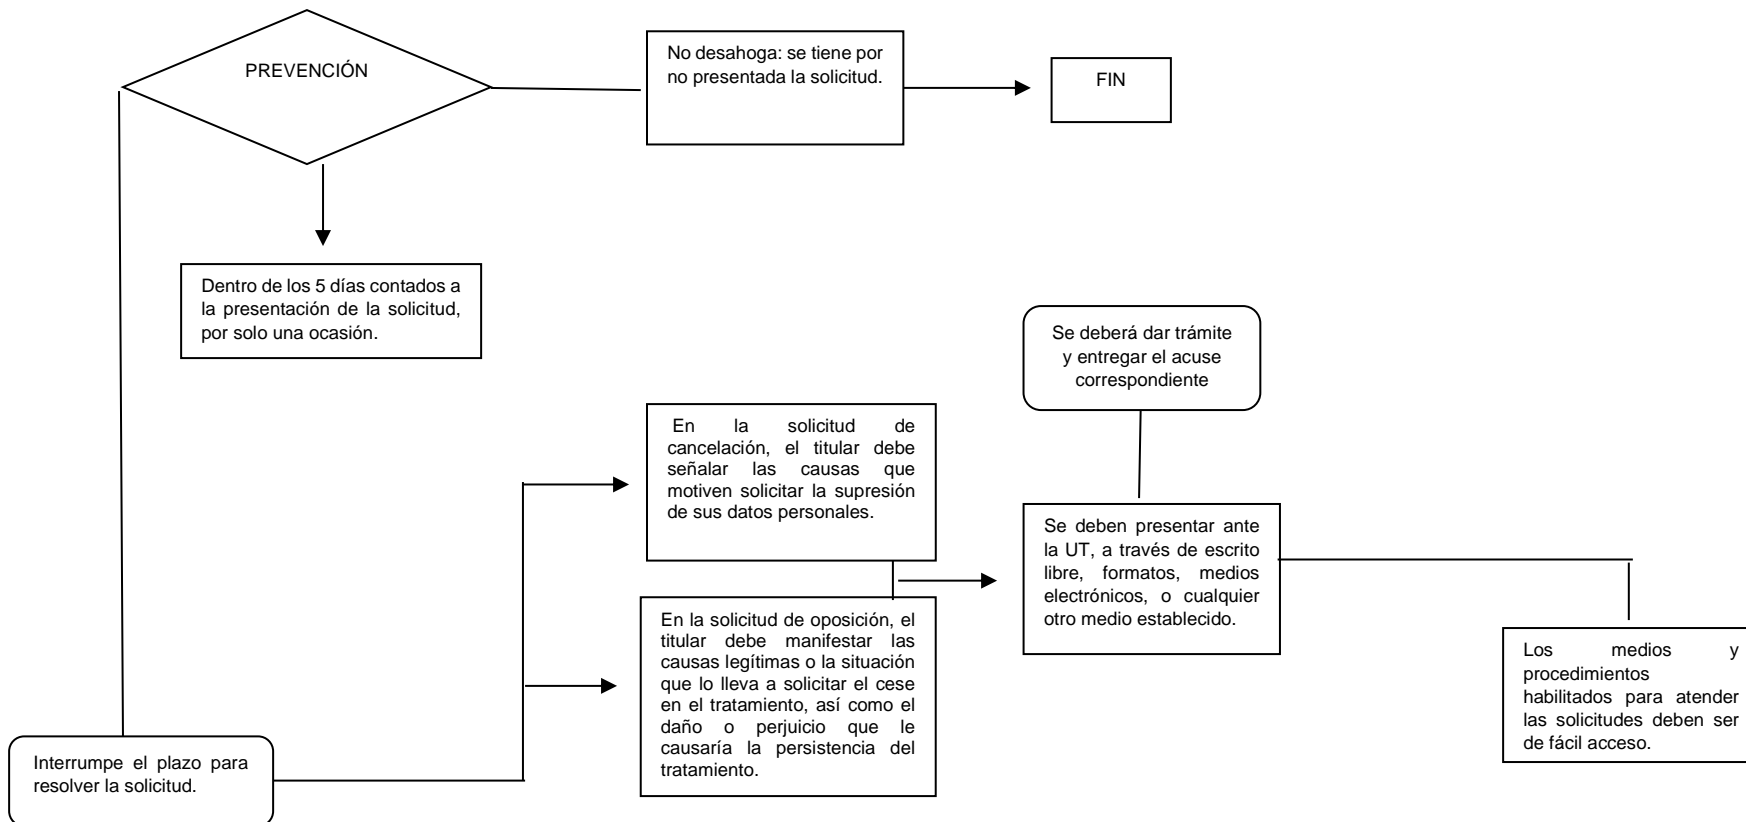 PREVENCIÓN
No desahoga: se tiene por
no presentada la solicitud.
FIN
Dentro de los 5 días contados a
la presentación de la solicitud,
por solo una ocasión.
Se deberá dar trámite
y entregar el acuse
correspondiente
En la solicitud de
cancelación, el titular debe
señalar las causas que
motiven solicitar la supresión
de sus datos personales.
Se deben presentar ante
la UT, a través de escrito
libre, formatos, medios
electrónicos, o cualquier
otro medio establecido.
En la solicitud de oposición, el
titular debe manifestar las
causas legítimas o la situación
que lo lleva a solicitar el cese
en el tratamiento, así como el
daño o perjuicio que le
causaría la persistencia del
tratamiento.
Los medios y
procedimientos
habilitados para atender
las solicitudes deben ser
de fácil acceso.
Interrumpe el plazo para
resolver la solicitud.